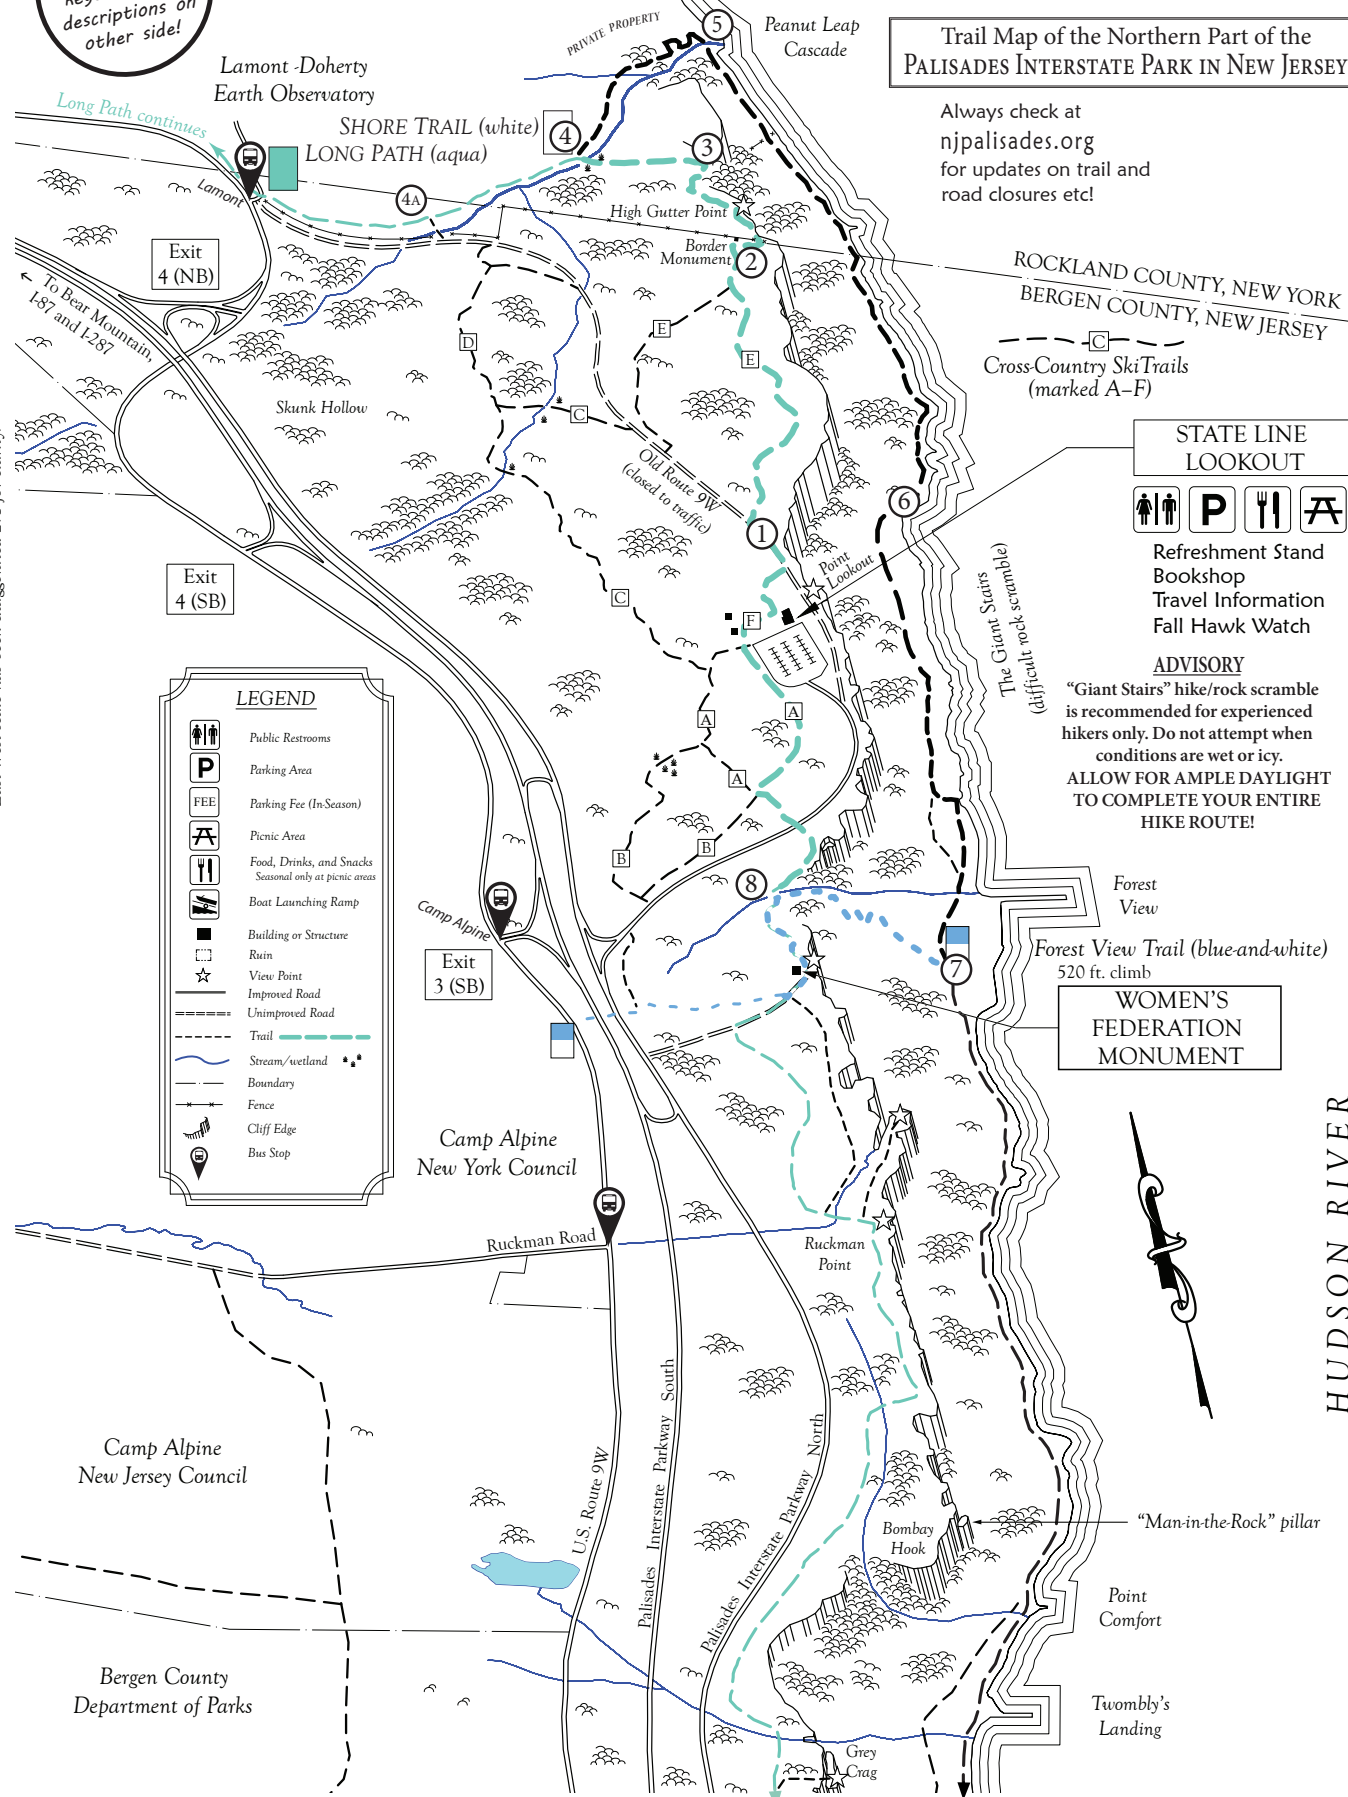 descriptions on
other side!
Lamont -Doherty
Earth Observatory
Long Path continues
SHORE TRAIL (white)
LONG PATH (aqua)
PRIVATE PROPERTY
5
Peanut Leap
Cascade
Trail Map of the Northern Part of the
PALISADES INTERSTATE PARK IN NEW JERSEY
Always check at
njpalisades.org
for updates on trail and
road closures etc!
4
3
4A
Lamont
High Gutter Point
Border
Monument
2
Exit
4 (NB)
To Bear Mountain,
I-87 and I-287
ROCKLAND COUNTY, NEW YORK
BERGEN COUNTY, NEW JERSEY
C
Cross-Country SkiTrails
(marked A–F)
E
D
E
C
Skunk Hollow
Old Route 9W
(closed to traffic)
1
6
STATE LINE
LOOKOUT
P
Refreshment Stand
Bookshop
Travel Information
Fall Hawk Watch
Point
Lookout
Exit
4 (SB)
C
F
The Giant Stairs
(difficult rock scramble)
ADVISORY
“Giant Stairs” hike/rock scramble
is recommended for experienced
hikers only. Do not attempt when
conditions are wet or icy.
ALLOW FOR AMPLE DAYLIGHT
TO COMPLETE YOUR ENTIRE
HIKE ROUTE!
A
A
A
B
B
LEGEND
Public Restrooms
P
Parking Area
FEE
Parking Fee (In-Season)
Picnic Area
Food, Drinks, and Snacks
Seasonal only at picnic areas
Boat Launching Ramp
Building or Structure
Ruin
View Point
Improved Road
Unimproved Road
Trail
Stream/wetland
Boundary
Fence
Cliff Edge
Bus Stop
8
Camp Alpine
Exit
3 (SB)
Forest
View
7
Forest View Trail (blue-and-white)
520 ft. climb
WOMEN’S
FEDERATION
MONUMENT
Camp Alpine
New York Council
Ruckman Road
Ruckman
Point
HUDSON RIVER
Camp Alpine
New Jersey Council
U.S. Route 9W
Palisades Interstate Parkway South
Palisades Interstate Parkway North
Bombay
Hook
“Man-in-the-Rock” pillar
Point
Comfort
Bergen County
Department of Parks
Twombly’s
Landing
Grey
Crag